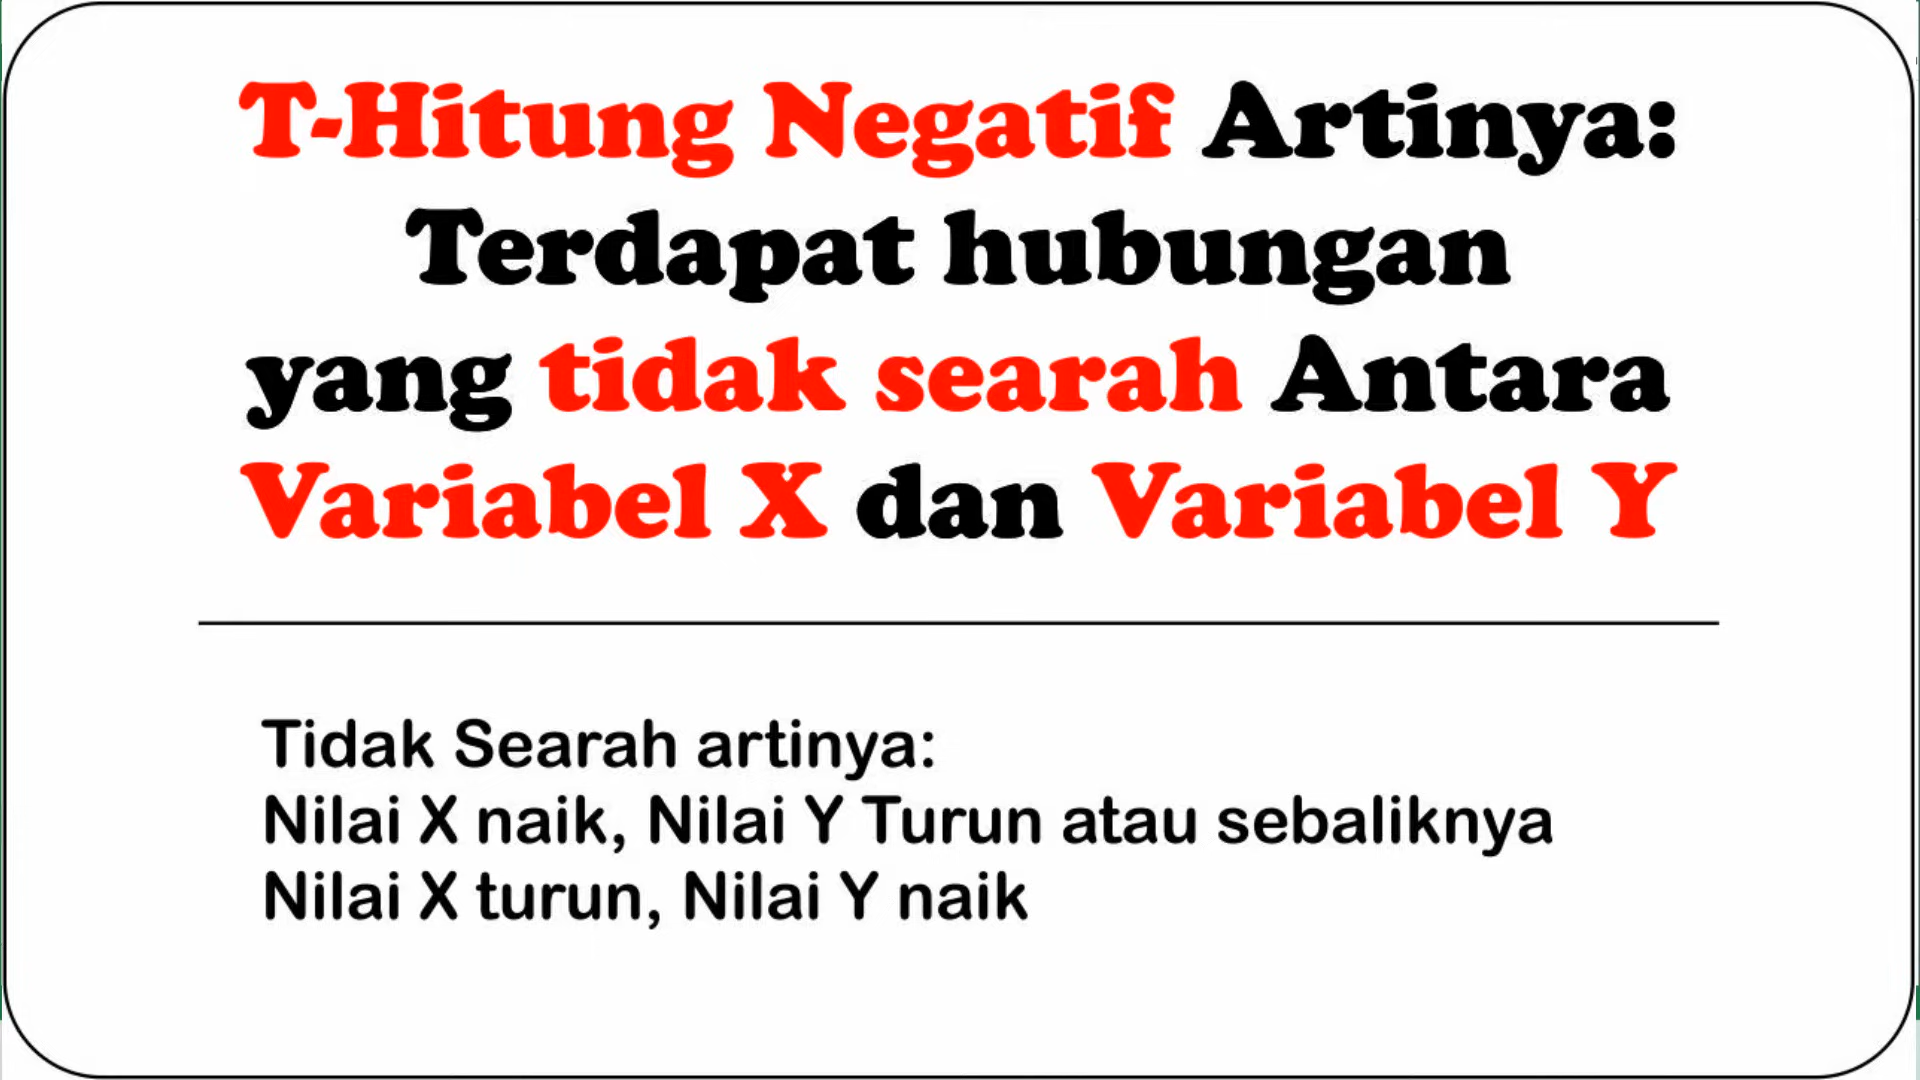 T-Hitung Negatif Artinya:
Terdapat hubungan
yang tidak searah Antara
Variabel X dan Variabel Y
Tidak Searah artinya:
Nilai X naik, Nilai Y Turun atau sebaliknya
Nilai X turun, Nilai Y naik